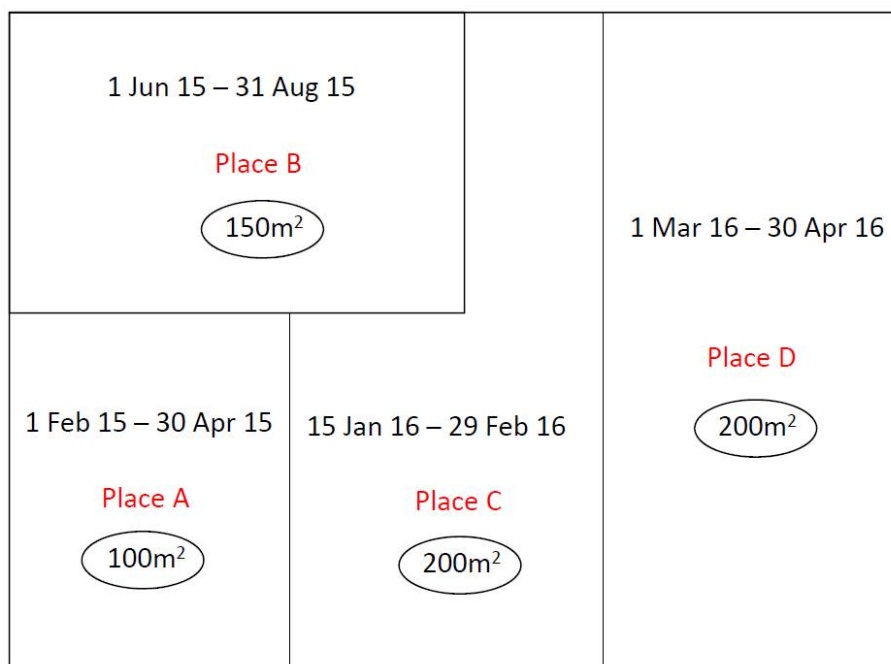 1 Jun 15 – 31 Aug 15
Place B
150m²
1 Mar 16 – 30 Apr 16
Place D
200m²
1 Feb 15 – 30 Apr 15
Place A
100m²
15 Jan 16 – 29 Feb 16
Place C
200m²